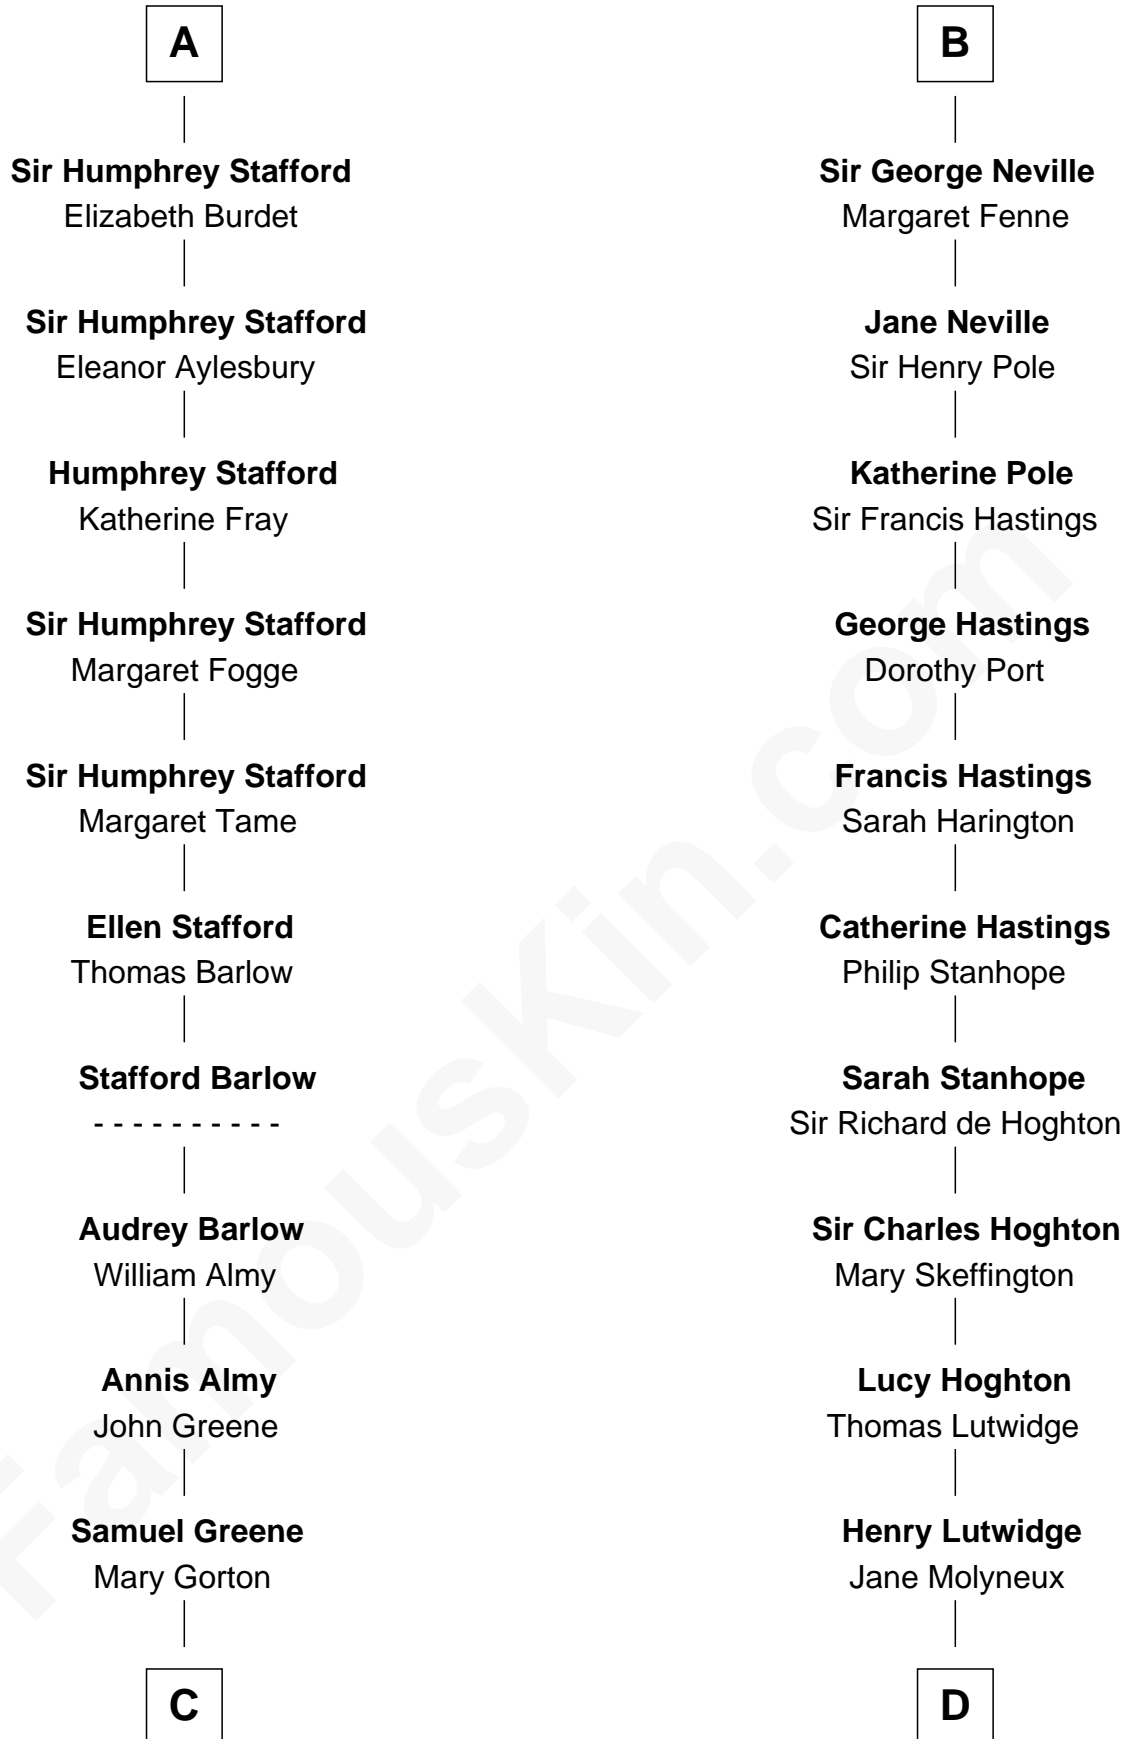 A
Sir Humphrey Stafford
Elizabeth Burdet
Sir Humphrey Stafford
Eleanor Aylesbury
Humphrey Stafford
Katherine Fray
Sir Humphrey Stafford
Margaret Fogge
Sir Humphrey Stafford
Margaret Tame
Ellen Stafford
Thomas Barlow
Stafford Barlow
- - - - - - - - - -
Audrey Barlow
William Almy
Annis Almy
John Greene
Samuel Greene
Mary Gorton
C
B
Sir George Neville
Margaret Fenne
Jane Neville
Sir Henry Pole
Katherine Pole
Sir Francis Hastings
George Hastings
Dorothy Port
Francis Hastings
Sarah Harington
Catherine Hastings
Philip Stanhope
Sarah Stanhope
Sir Richard de Hoghton
Sir Charles Hoghton
Mary Skeffington
Lucy Hoghton
Thomas Lutwidge
Henry Lutwidge
Jane Molyneux
D
FamousKin.com